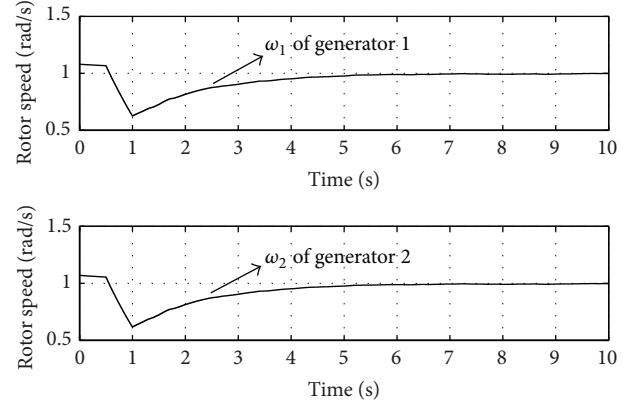 1.5
1
0.5
Rotor speed (rad/s)
ω1 of generator 1
0 1 2 3 4 5 6 7 8 9 10
Time (s)
1.5
1
0.5
Rotor speed (rad/s)
ω2 of generator 2
0 1 2 3 4 5 6 7 8 9 10
Time (s)